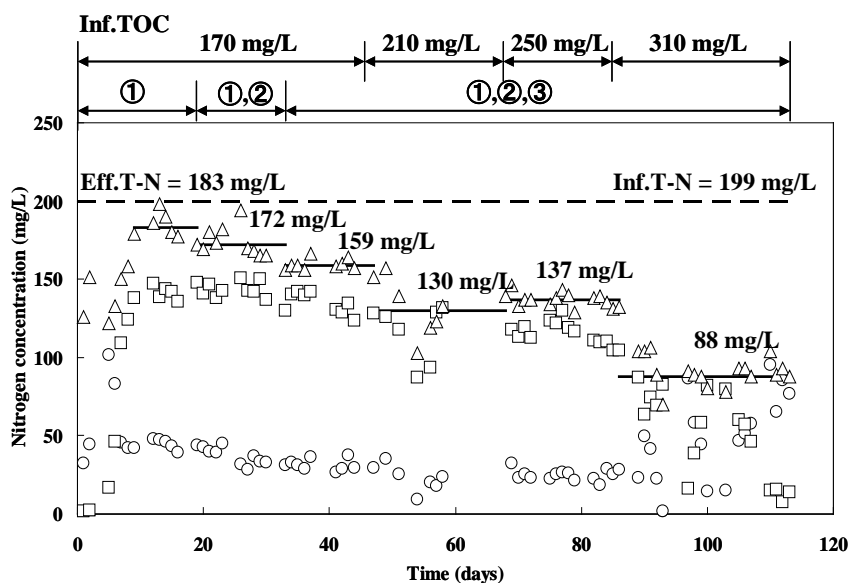 Inf.TOC
170 mg/L 210 mg/L 250 mg/L 310 mg/L
① ①,② ①,②,③
250
200
150
100
50
0
Nitrogen concentration (mg/L)
Eff.T-N = 183 mg/L
Inf.T-N = 199 mg/L
172 mg/L
159 mg/L
130 mg/L
137 mg/L
88 mg/L
0 20 40 60 80 100 120
Time (days)